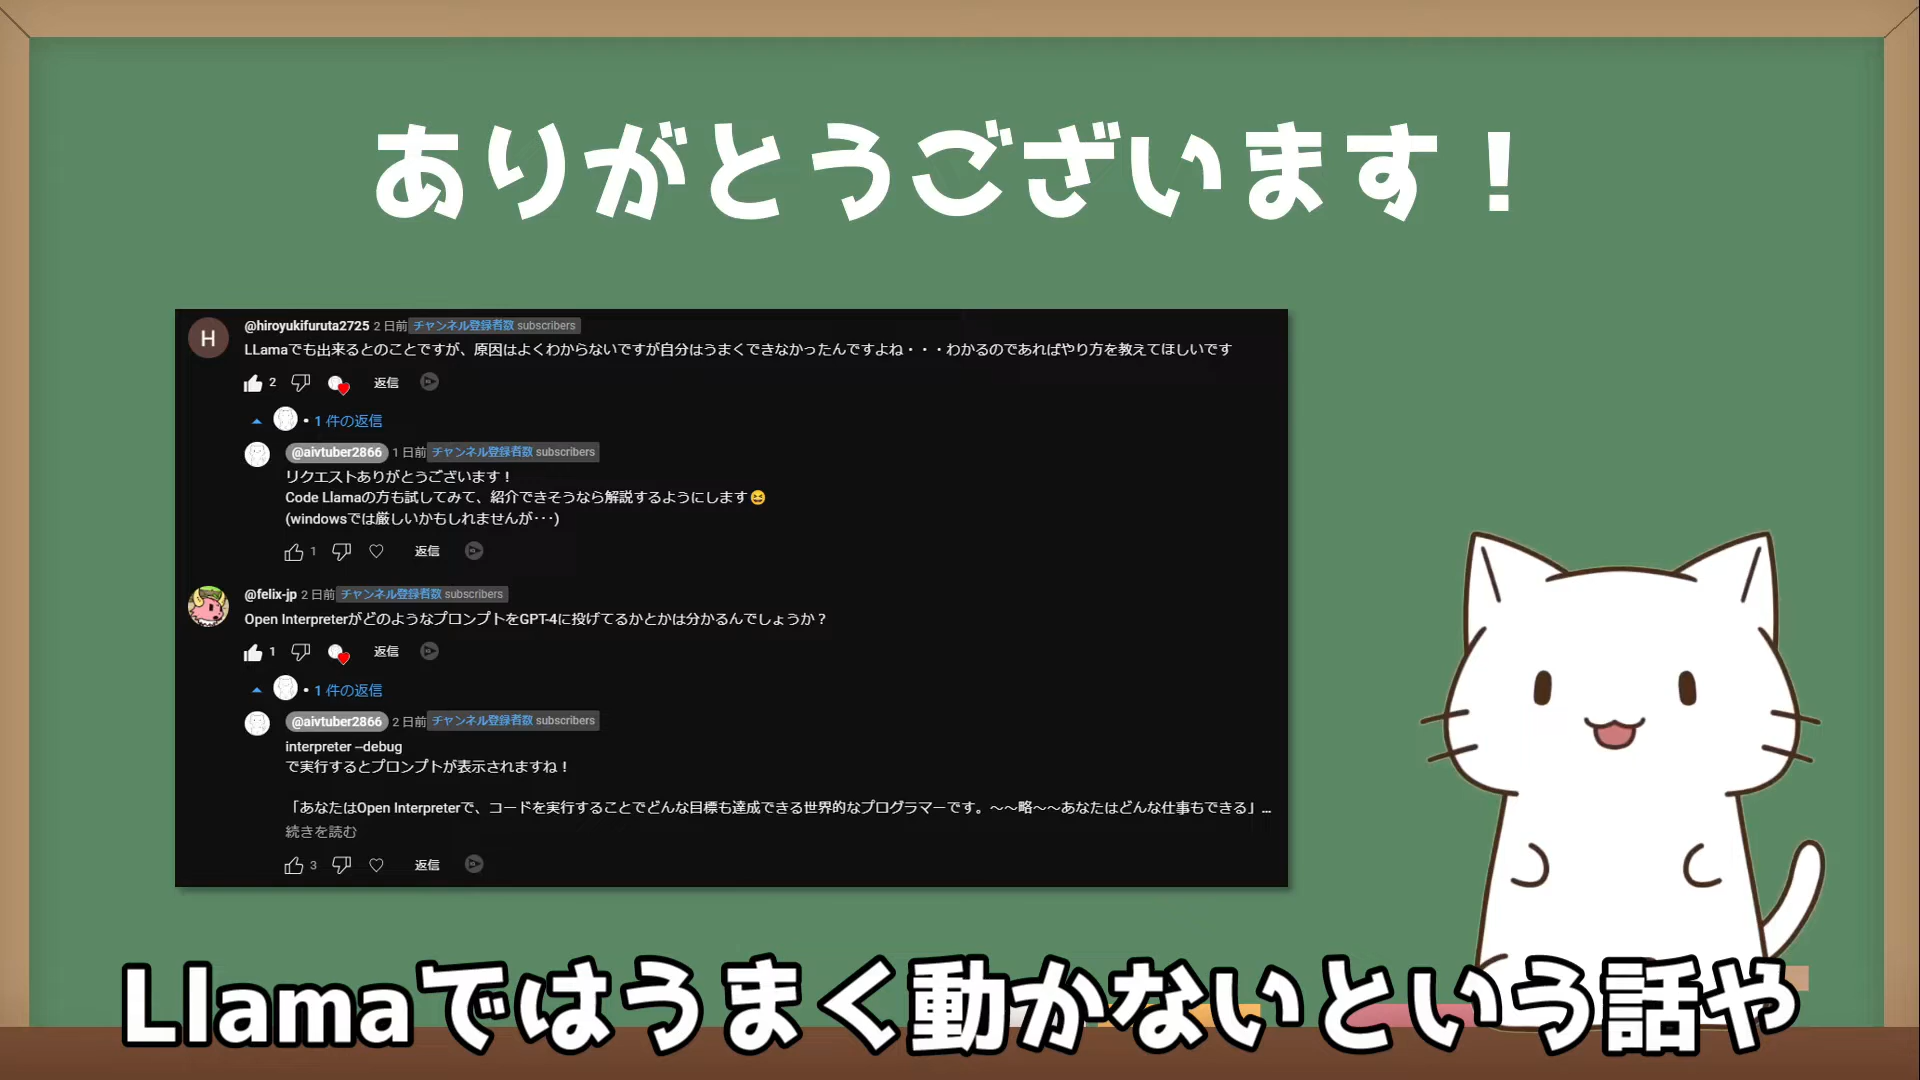 ありがとうございます！
H
@hiroyukifuruta2725 2 日前 チャンネル登録者数 subscribers
LLamaでも出来るとのことですが、原因はよくわからないですが自分はうまくできなかったんですよね・・・わかるのであればやり方を教えてほしいです
2 返信
• 1 件の返信
@aivtuber2866 1 日前 チャンネル登録者数 subscribers
リクエストありがとうございます！
Code Llamaの方も試してみて、紹介できそうなら解説するようにします😆
(windowsでは厳しいかもしれませんが･･･)
1 返信
@felix-jp 2 日前 チャンネル登録者数 subscribers
Open InterpreterがどのようなプロンプトをGPT-4に投げてるかとかは分かるんでしょうか？
1 返信
• 1 件の返信
@aivtuber2866 2 日前 チャンネル登録者数 subscribers
interpreter --debug
で実行するとプロンプトが表示されますね！
「あなたはOpen Interpreterで、コードを実行することでどんな目標も達成できる世界的なプログラマーです。〜〜略〜〜あなたはどんな仕事もできる」...
続きを読む
3 返信
Llamaではうまく動かないという話や